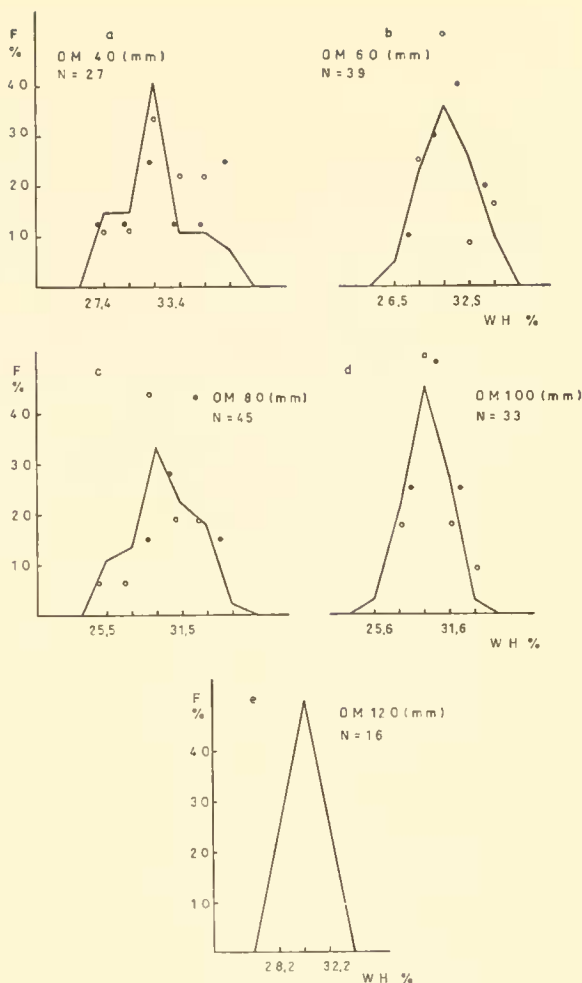 F
%
a
OM 40 (mm)
N = 27
40
30
20
10
27,4 33,4
b
OM 60 (mm)
N = 39
26,5 32,5
WH %
F
%
c
OM 80 (mm)
N = 45
40
30
20
10
25,5 31,5
d
OM 100 (mm)
N = 33
25,6 31,6
WH %
F
%
e
OM 120 (mm)
N = 16
40
30
20
10
28,2 32,2
WH %